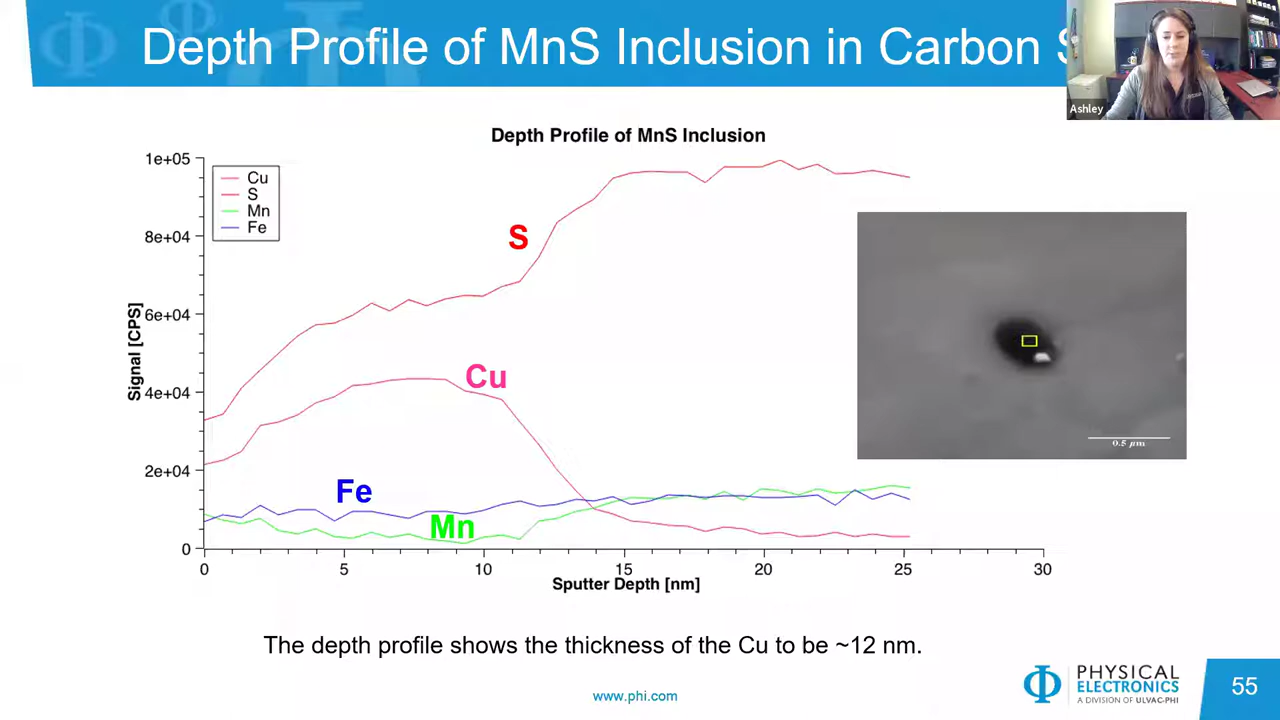 Depth Profile of MnS Inclusion in Carbon S
Ashley
Depth Profile of MnS Inclusion
Cu
S
Mn
Fe
1e+05
8e+04
6e+04
4e+04
2e+04
0
Signal [CPS]
S
Cu
Fe
Mn
0 5 10 15 20 25 30
Sputter Depth [nm]
0.5 μm
The depth profile shows the thickness of the Cu to be ~12 nm.
www.phi.com
PHYSICAL
ELECTRONICS
A DIVISION OF ULVAC-PHI
55